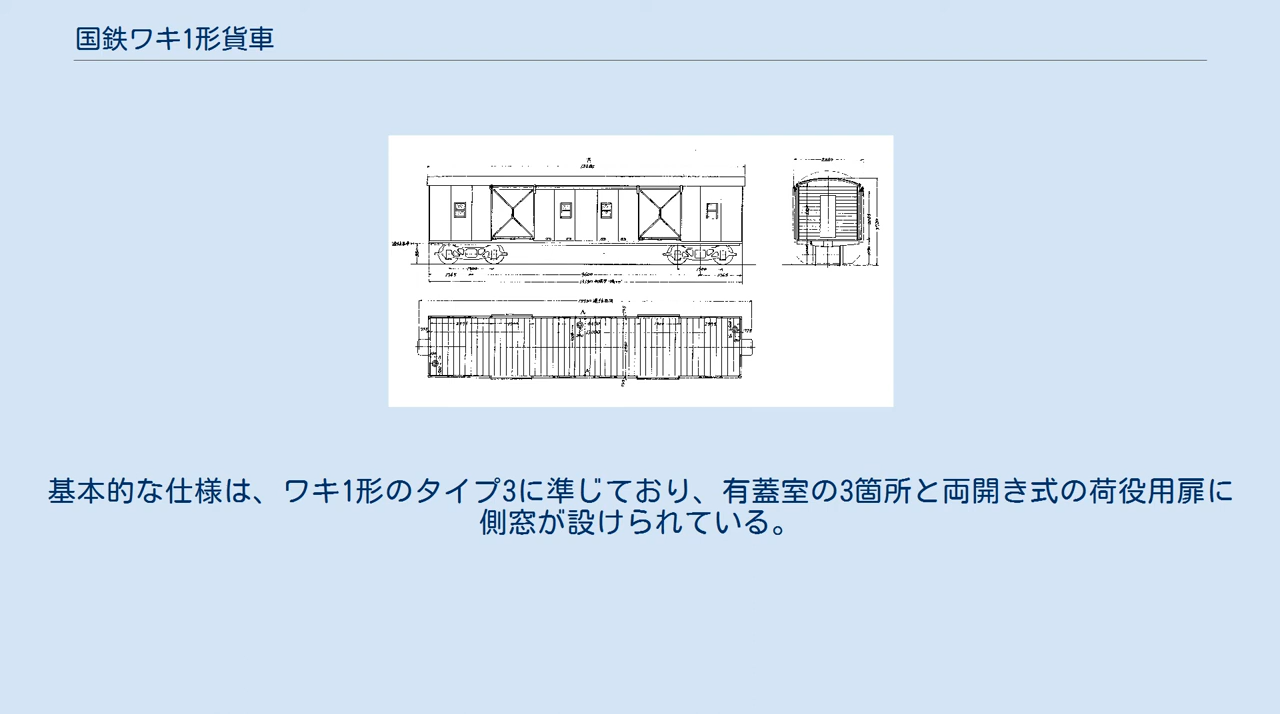 国鉄ワキ1形貨車
基本的な仕様は、ワキ1形のタイプ3に準じており、有蓋室の3箇所と両開き式の荷役用扉に
側窓が設けられている。